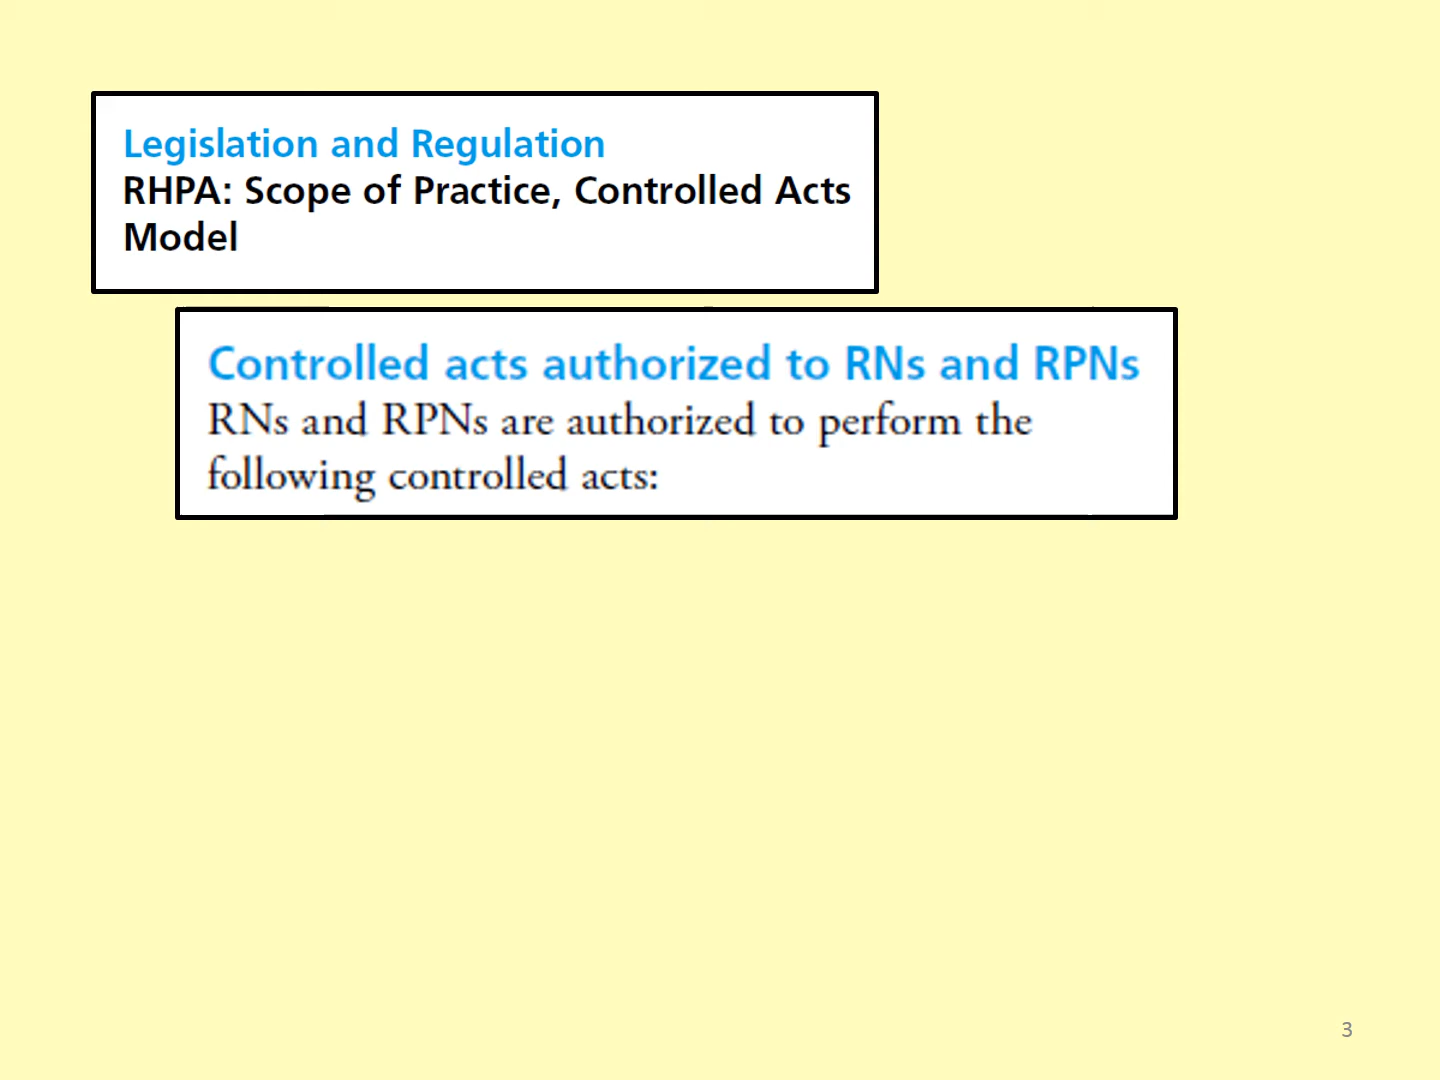 Legislation and Regulation
RHPA: Scope of Practice, Controlled Acts
Model
Controlled acts authorized to RNs and RPNs
RNs and RPNs are authorized to perform the
following controlled acts:
3